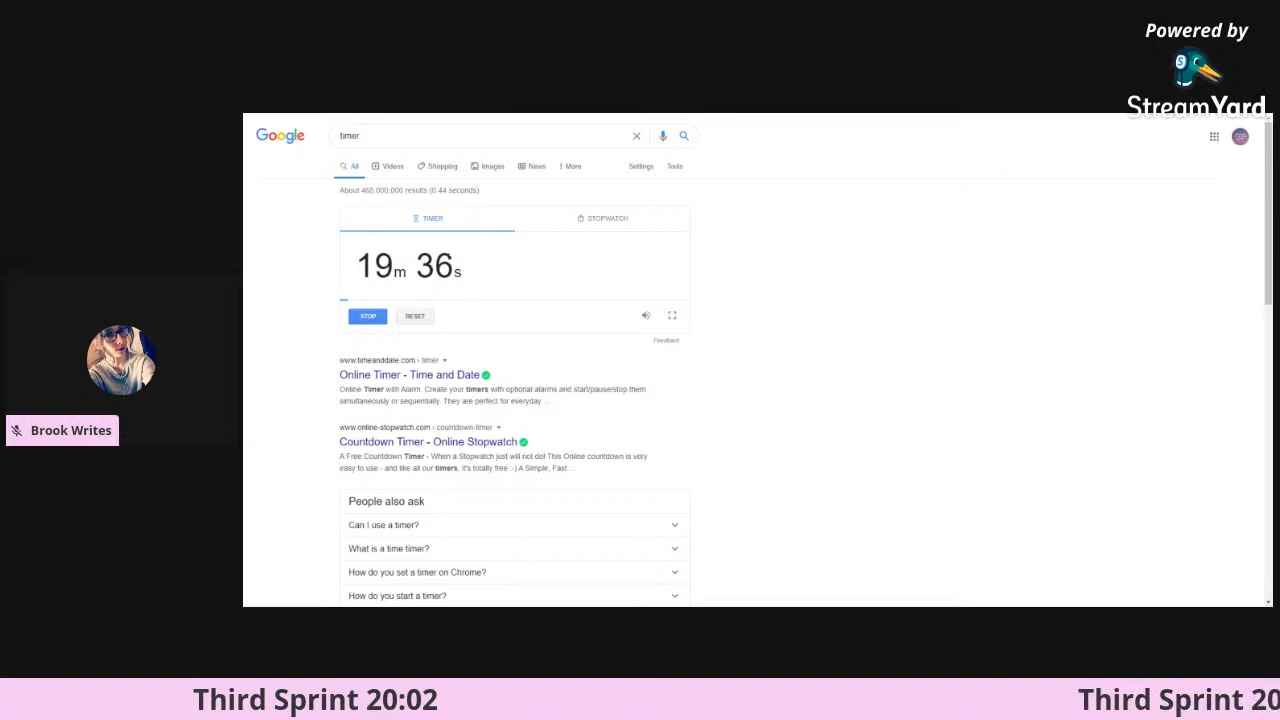 Powered by
StreamYard
Google
timer
All
Videos
Shopping
Images
News
More
Settings
Tools
About 465,000,000 results (0.44 seconds)
TIMER
STOPWATCH
19m 36s
STOP
RESET
Feedback
www.timeanddate.com › timer
Online Timer - Time and Date
Online Timer with Alarm. Create your timers with optional alarms and start/pause/stop them
simultaneously or sequentially. They are perfect for everyday ...
www.online-stopwatch.com › countdown-timer
Countdown Timer - Online Stopwatch
A Free Countdown Timer - When a Stopwatch just will not do! This Online countdown is very
easy to use - and like all our timers, it's totally free :-) A Simple, Fast ...
People also ask
Can I use a timer?
What is a time timer?
How do you set a timer on Chrome?
How do you start a timer?
Brook Writes
Third Sprint 20:02
Third Sprint 20